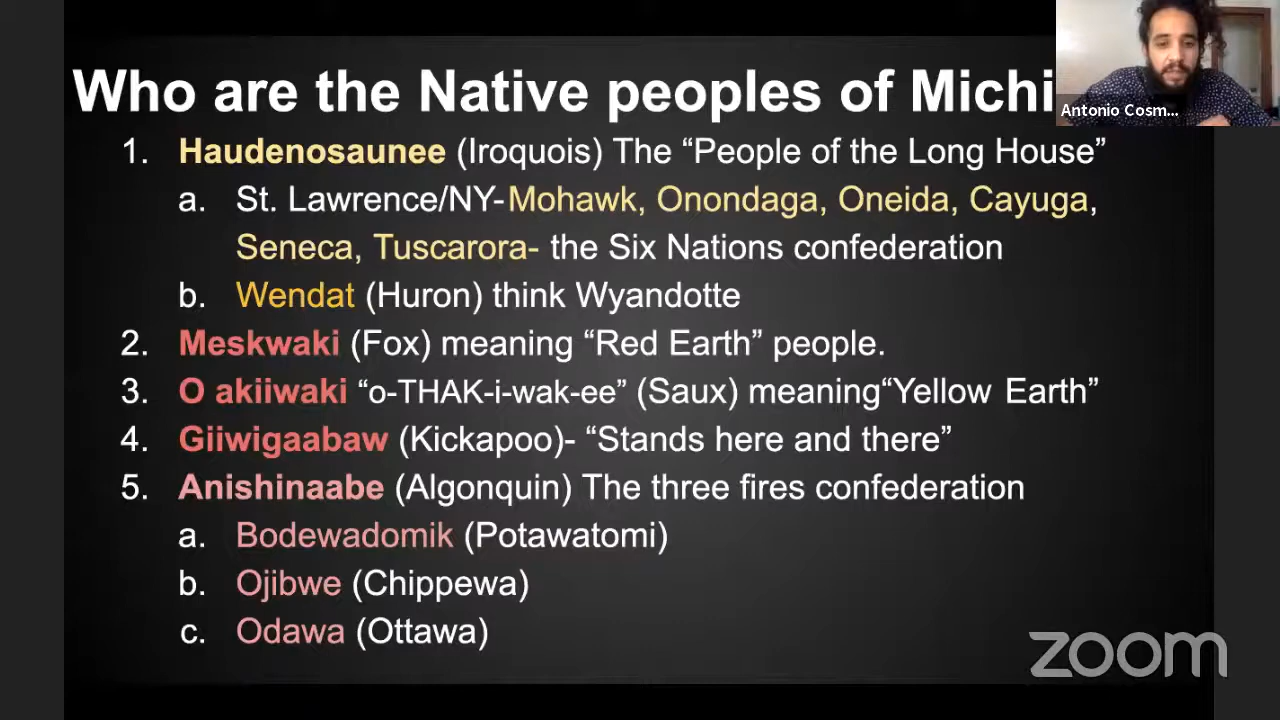 Who are the Native peoples of Michi
Antonio Cosm...
1. Haudenosaunee (Iroquois) The “People of the Long House”
a. St. Lawrence/NY-Mohawk, Onondaga, Oneida, Cayuga,
Seneca, Tuscarora- the Six Nations confederation
b. Wendat (Huron) think Wyandotte
2. Meskwaki (Fox) meaning “Red Earth” people.
3. O akiiwaki “o-THAK-i-wak-ee” (Saux) meaning“Yellow Earth”
4. Giiwigaabaw (Kickapoo)- “Stands here and there”
5. Anishinaabe (Algonquin) The three fires confederation
a. Bodewadomik (Potawatomi)
b. Ojibwe (Chippewa)
c. Odawa (Ottawa)
zoom